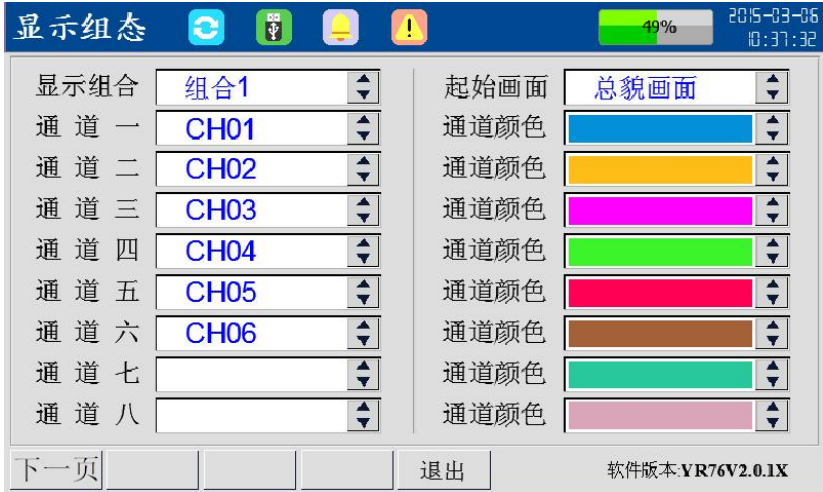 显示组态 49% 2015-03-06
10:37:32
显示组合 组合1 起始画面 总貌画面
通道一 CH01 通道颜色
通道二 CH02 通道颜色
通道三 CH03 通道颜色
通道四 CH04 通道颜色
通道五 CH05 通道颜色
通道六 CH06 通道颜色
通道七 通道颜色
通道八 通道颜色
下一页 退出 软件版本:YR76V2.0.1X